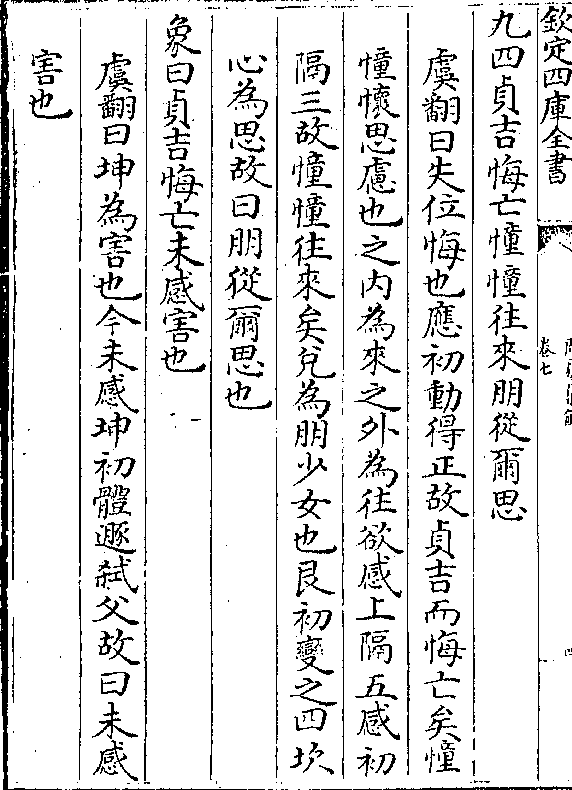 欽定四庫全書
卷七
九四貞吉悔亡憧憧往來朋從爾思
虞翻曰失位悔也應初動得正故貞吉而悔亡矣憧
憧懷思慮也之内為來之外為往欲感上隔五感初
隔三故憧憧往來矣兌為朋少女也艮初變之四坎
心為思故曰朋從爾思也
象曰貞吉悔亡未感害也
虞翻曰坤為害也今未感坤初體遯弑父故曰未感
害也